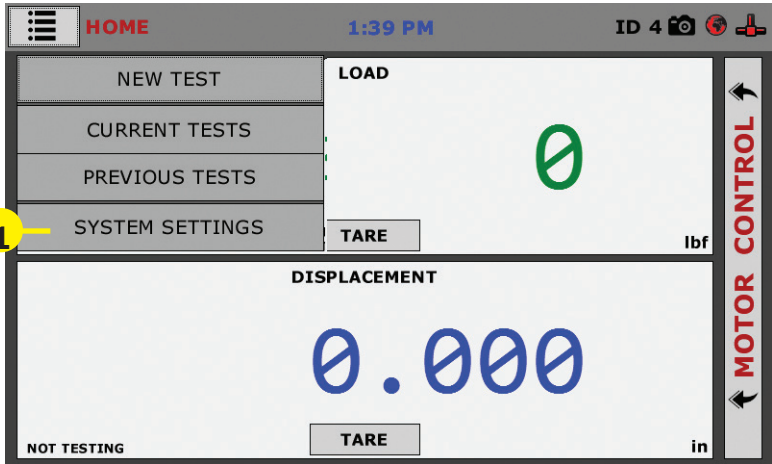 HOME 1:39 PM ID 4
NEW TEST
CURRENT TESTS
PREVIOUS TESTS
SYSTEM SETTINGS
1
LOAD
0
TARE
lbf
DISPLACEMENT
0.000
TARE
NOT TESTING
in
MOTOR CONTROL